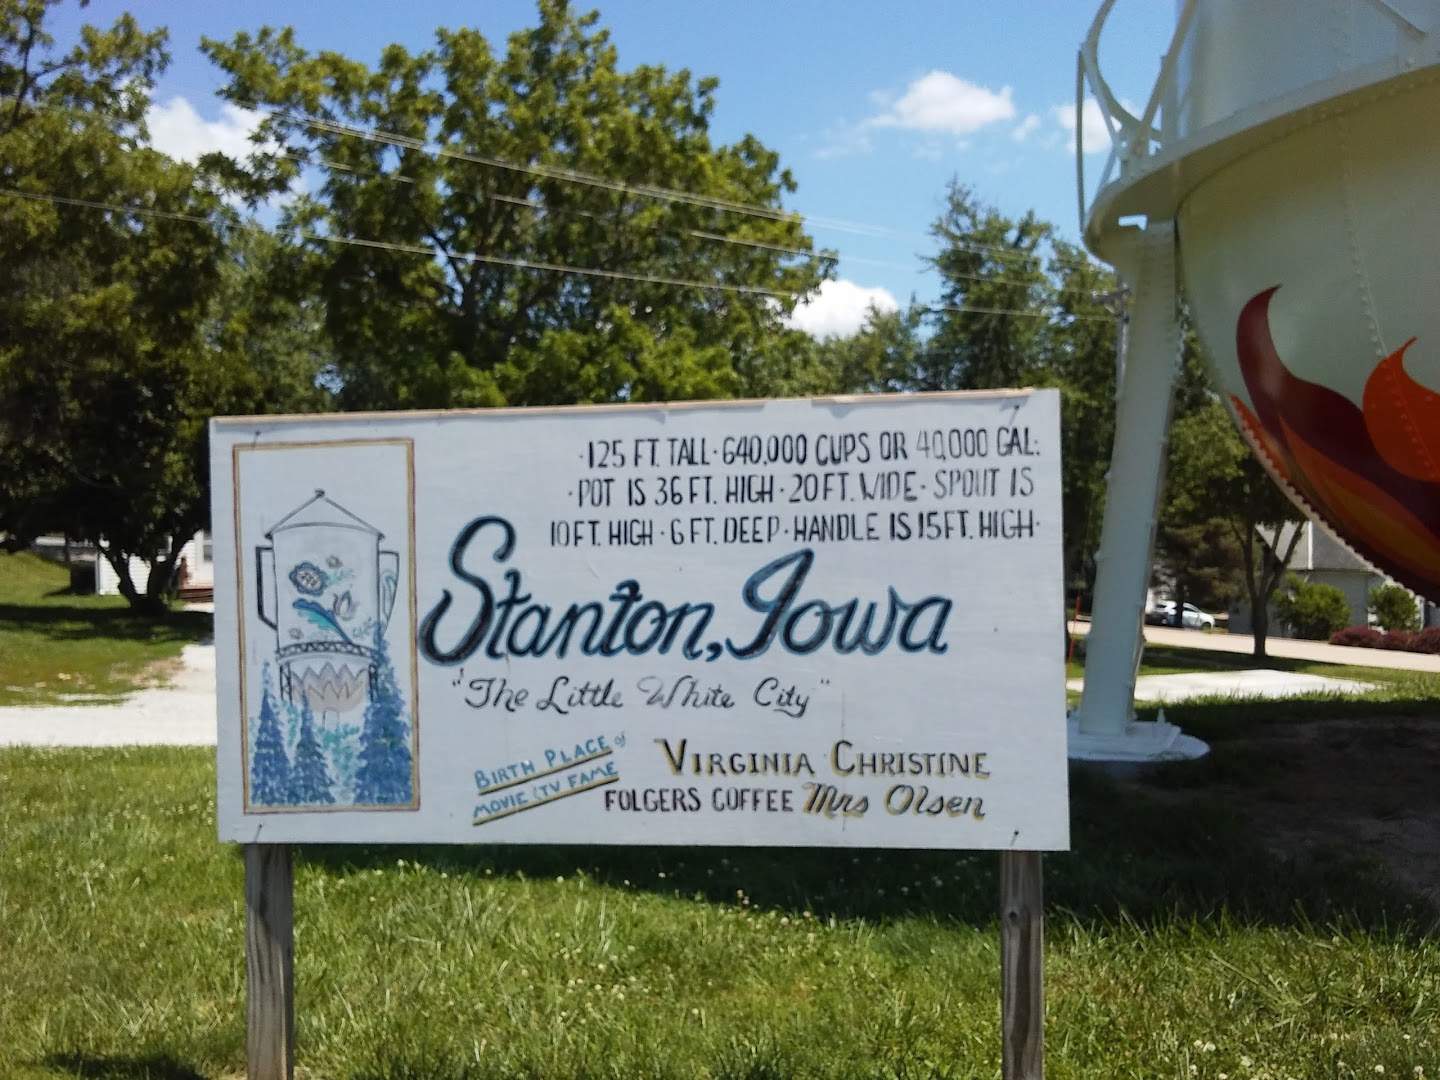 ·125 FT. TALL·640,000 CUPS OR 40,000 GAL:
·POT IS 36 FT. HIGH·20 FT. WIDE·SPOUT IS
10 FT. HIGH·6 FT. DEEP·HANDLE IS 15 FT. HIGH·
Stanton, Iowa
"The Little White City"
BIRTH PLACE of
MOVIE & TV FAME
VIRGINIA CHRISTINE
FOLGERS COFFEE Mrs Olsen